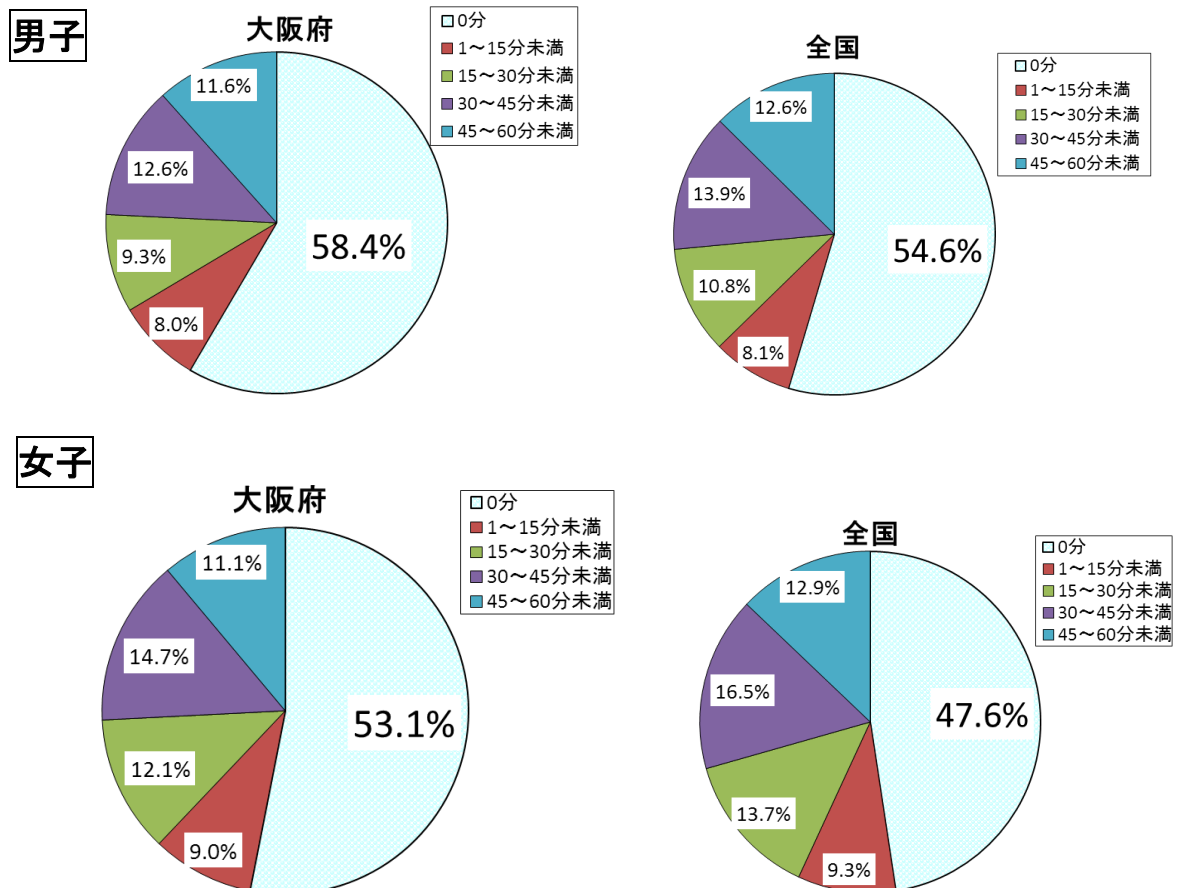 男子
大阪府
0分
1～15分未満
15～30分未満
30～45分未満
45～60分未満
11.6%
12.6%
9.3%
8.0%
58.4%
全国
0分
1～15分未満
15～30分未満
30～45分未満
45～60分未満
12.6%
13.9%
10.8%
8.1%
54.6%
女子
大阪府
0分
1～15分未満
15～30分未満
30～45分未満
45～60分未満
11.1%
14.7%
12.1%
9.0%
53.1%
全国
0分
1～15分未満
15～30分未満
30～45分未満
45～60分未満
12.9%
16.5%
13.7%
9.3%
47.6%